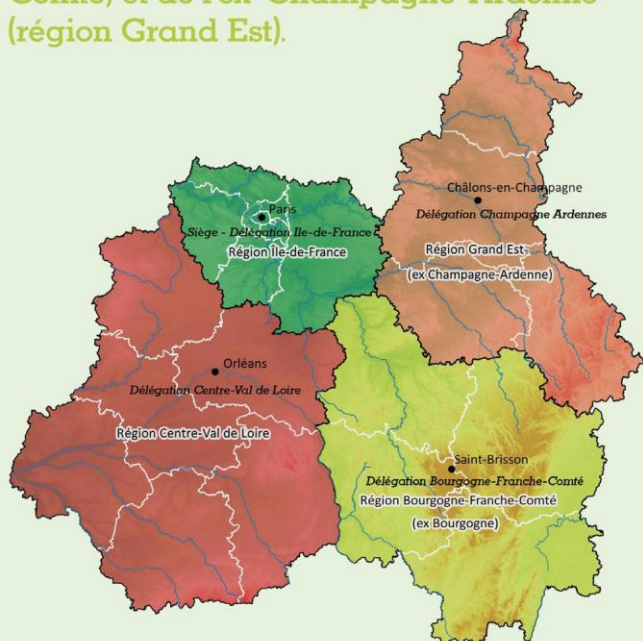 (région Grand Est).
Châlons-en-Champagne
Délégation Champagne Ardennes
Paris
Siège - Délégation Ile-de-France
Région Île-de-France
Région Grand Est
(ex Champagne-Ardenne)
Orléans
Délégation Centre-Val de Loire
Région Centre-Val de Loire
Saint-Brisson
Délégation Bourgogne-Franche-Comté
Région Bourgogne-Franche-Comté
(ex Bourgogne)